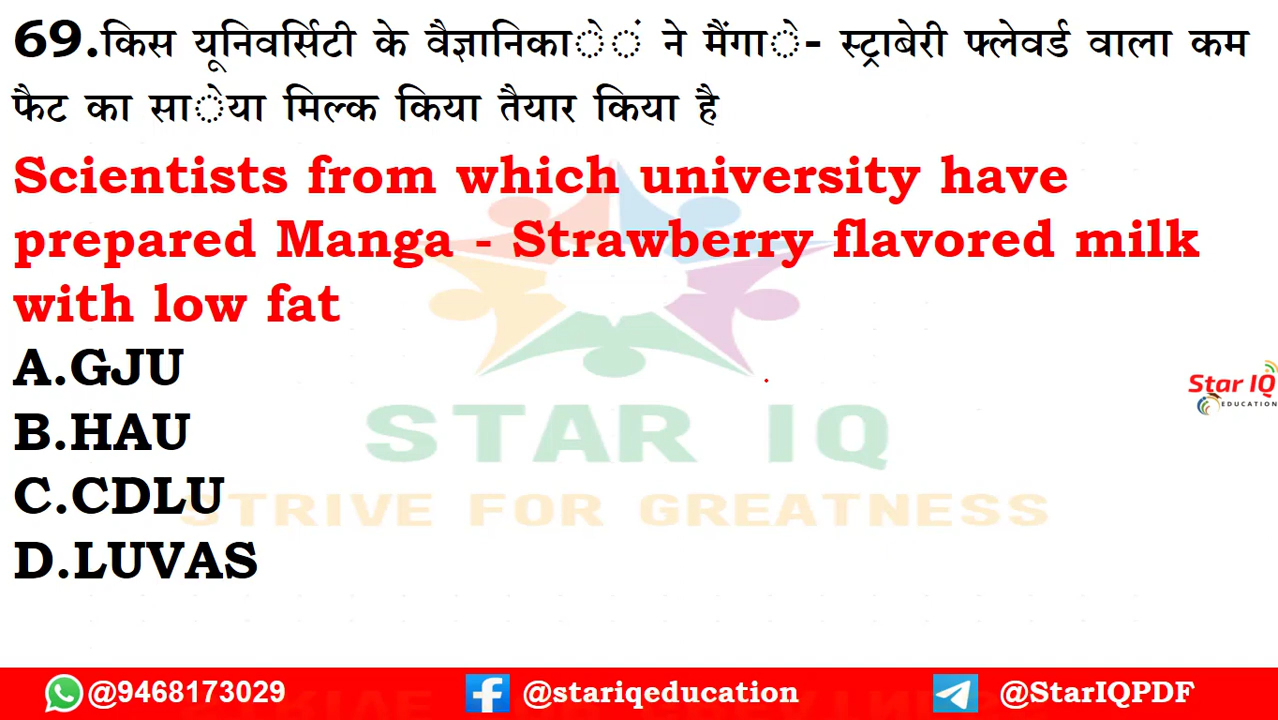 69.किस यूनिवर्सिटी के वैज्ञानिकाेें ने मैंगाे- स्ट्राबेरी फ्लेवर्ड वाला कम
फैट का साेया मिल्क किया तैयार किया है
Scientists from which university have
prepared Manga - Strawberry flavored milk
with low fat
A.GJU
B.HAU
C.CDLU
D.LUVAS
STAR IQ
STRIVE FOR GREATNESS
Star IQ
EDUCATION
@9468173029 @stariqeducation @StarIQPDF